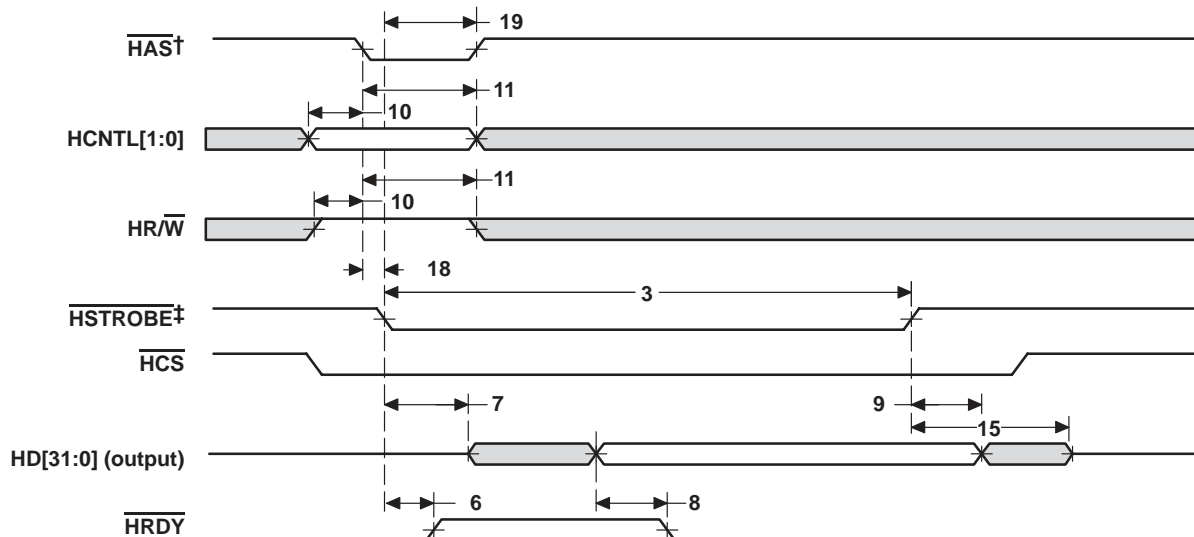 19
HAS†
11
10
HCNTL[1:0]
11
10
HR/W
18
3
HSTROBE‡
HCS
7
9
15
HD[31:0] (output)
6
8
HRDY